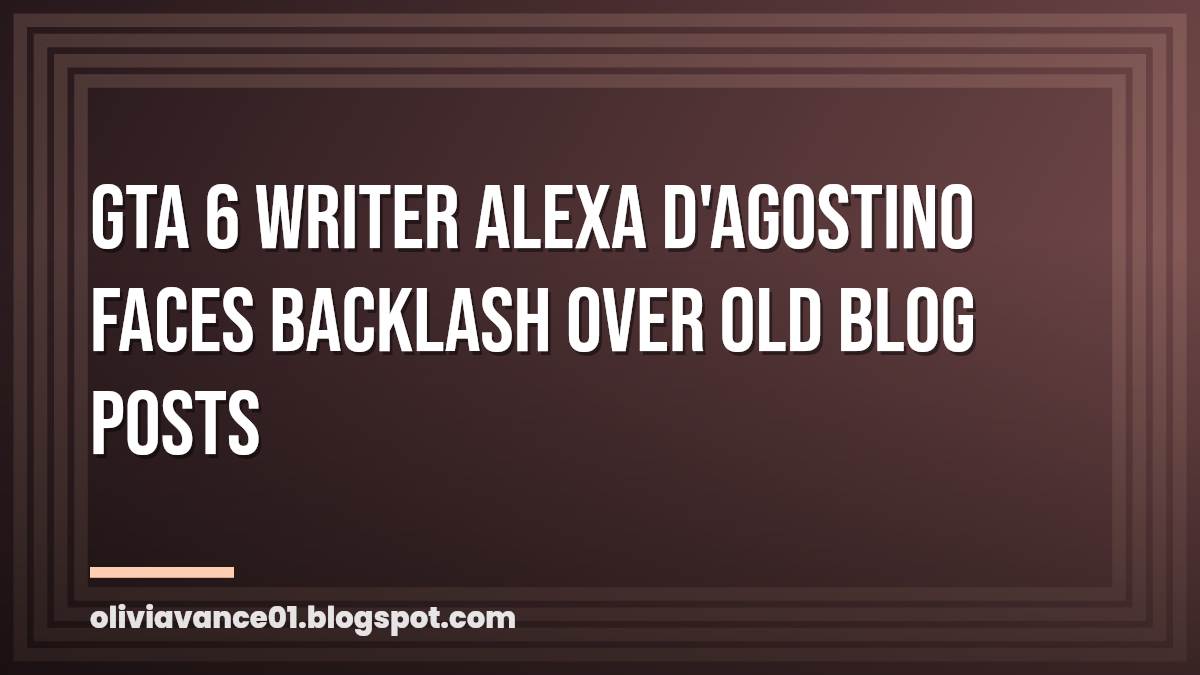 GTA 6 WRITER ALEXA D'AGOSTINO
FACES BACKLASH OVER OLD BLOG
POSTS
oliviavance01.blogspot.com